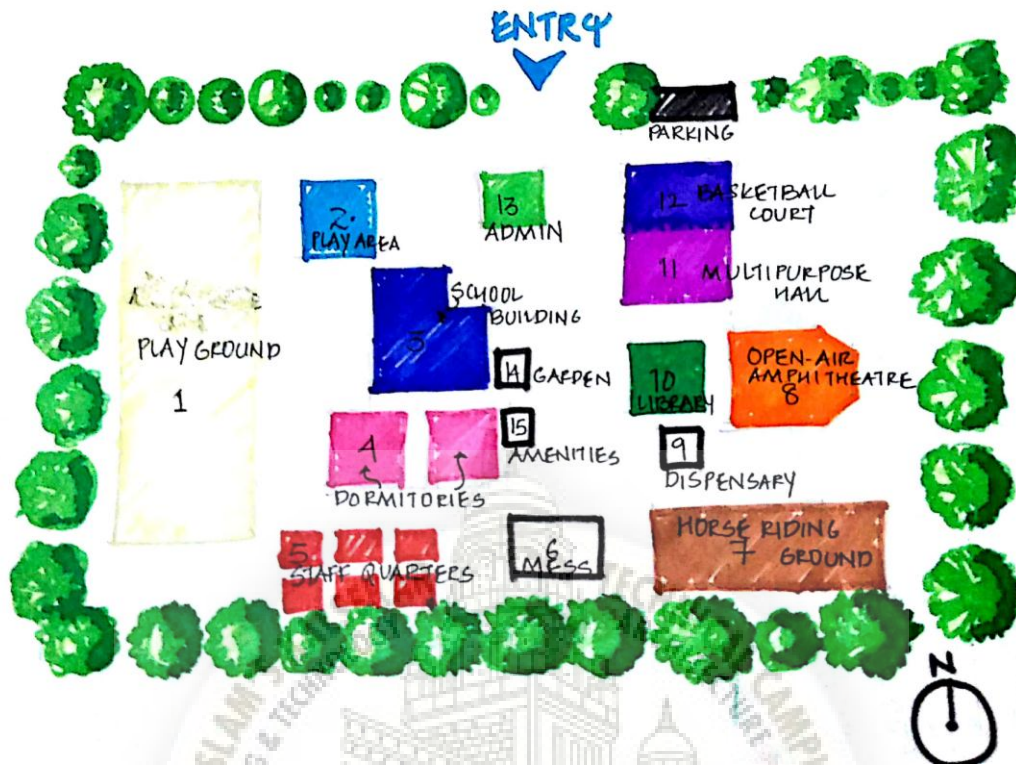 ENTRY
PARKING
12 BASKETBALL
COURT
13
ADMIN
2.
PLAY AREA
11 MULTIPURPOSE
HALL
SCHOOL
BUILDING
3
PLAY GROUND
1
14 GARDEN
10
LIBRARY
OPEN-AIR
AMPHITHEATRE
8
4
15
AMENITIES
DORMITORIES
9
DISPENSARY
5
STAFF QUARTERS
6
MESS
HORSE RIDING
7 GROUND
N
ISLAM